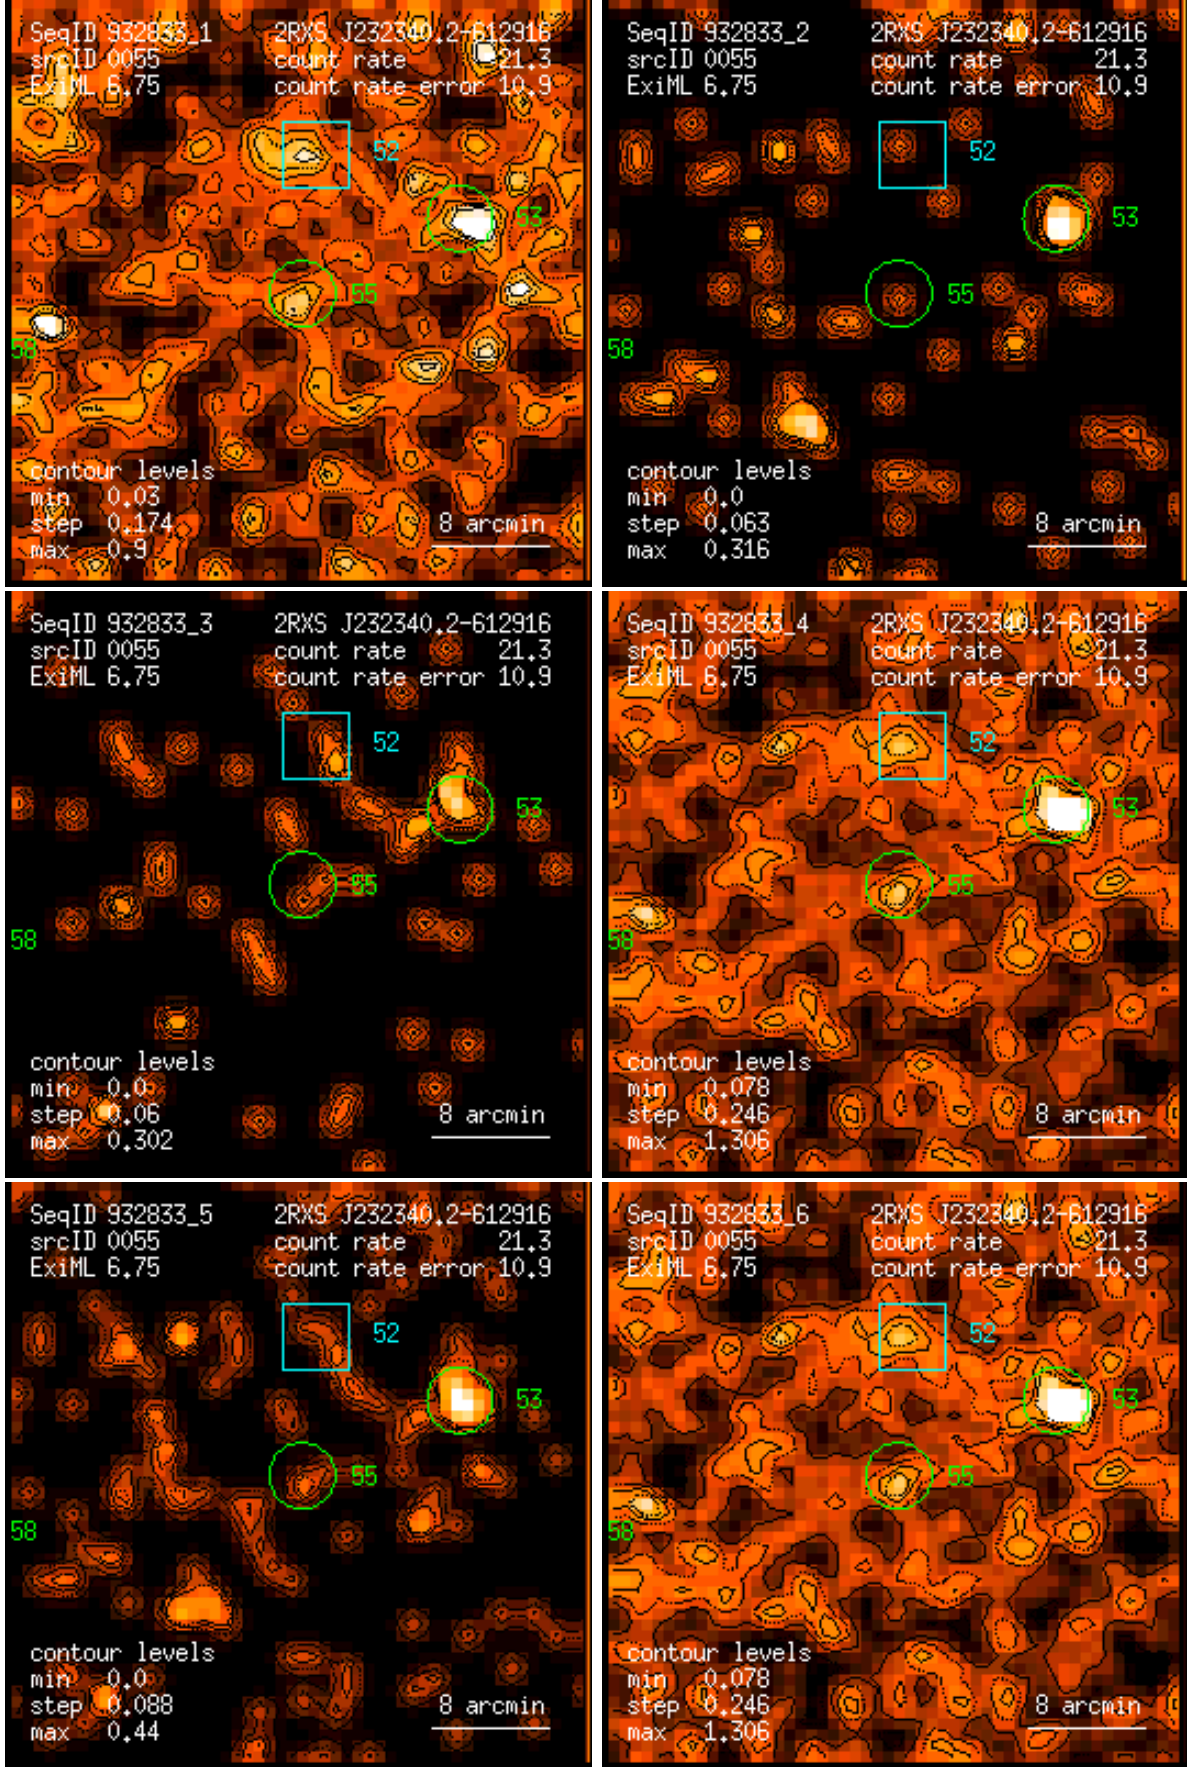 SeqID 932833_1 2RXS J232340.2-612916
srcID 0055 count rate 21.3
ExiML 6.75 count rate error 10.9
52
53
55
58
contour levels
min 0.03
step 0.174 8 arcmin
max 0.9
SeqID 932833_2 2RXS J232340.2-612916
srcID 0055 count rate 21.3
ExiML 6.75 count rate error 10.9
52
53
55
58
contour levels
min 0.0
step 0.063 8 arcmin
max 0.316
SeqID 932833_3 2RXS J232340.2-612916
srcID 0055 count rate 21.3
ExiML 6.75 count rate error 10.9
52
53
55
58
contour levels
min 0.0
step 0.06 8 arcmin
max 0.302
SeqID 932833_4 2RXS J232340.2-612916
srcID 0055 count rate 21.3
ExiML 6.75 count rate error 10.9
52
53
55
58
contour levels
min 0.078
step 0.246 8 arcmin
max 1.306
SeqID 932833_5 2RXS J232340.2-612916
srcID 0055 count rate 21.3
ExiML 6.75 count rate error 10.9
52
53
55
58
contour levels
min 0.0
step 0.088 8 arcmin
max 0.44
SeqID 932833_6 2RXS J232340.2-612916
srcID 0055 count rate 21.3
ExiML 6.75 count rate error 10.9
52
53
55
58
contour levels
min 0.078
step 0.246 8 arcmin
max 1.306